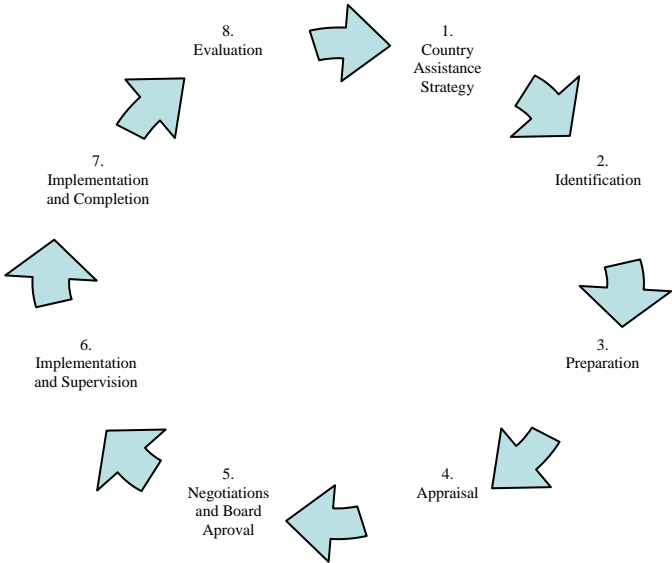 1.
Country
Assistance
Strategy
2.
Identification
3.
Preparation
4.
Appraisal
5.
Negotiations
and Board
Aproval
6.
Implementation
and Supervision
7.
Implementation
and Completion
8.
Evaluation